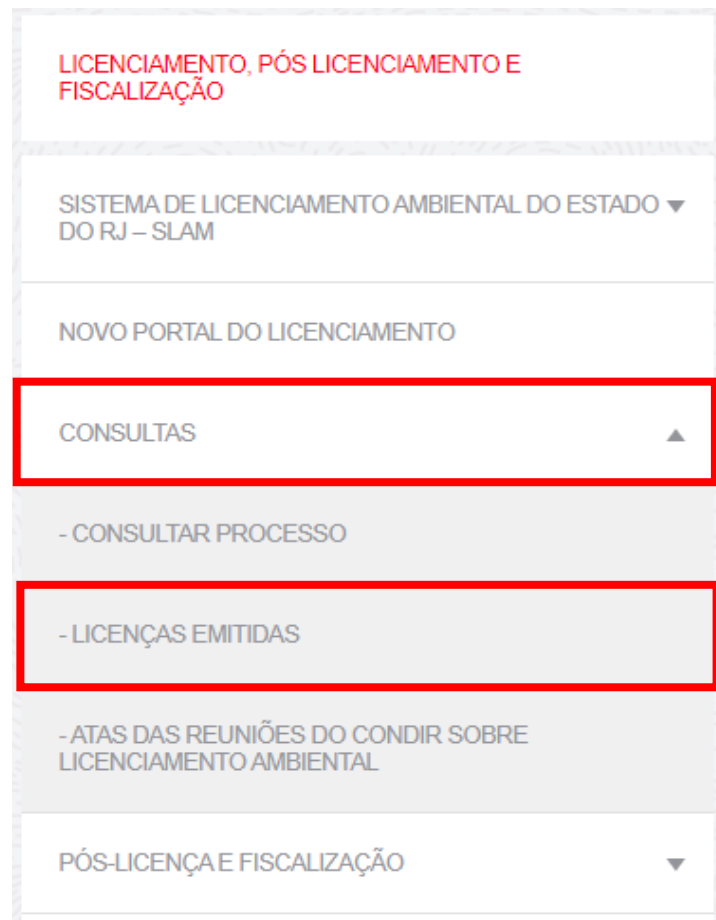 LICENCIAMENTO, PÓS LICENCIAMENTO E
FISCALIZAÇÃO
SISTEMA DE LICENCIAMENTO AMBIENTAL DO ESTADO
DO RJ – SLAM
NOVO PORTAL DO LICENCIAMENTO
CONSULTAS
- CONSULTAR PROCESSO
- LICENÇAS EMITIDAS
- ATAS DAS REUNIÕES DO CONDIR SOBRE
LICENCIAMENTO AMBIENTAL
PÓS-LICENÇA E FISCALIZAÇÃO